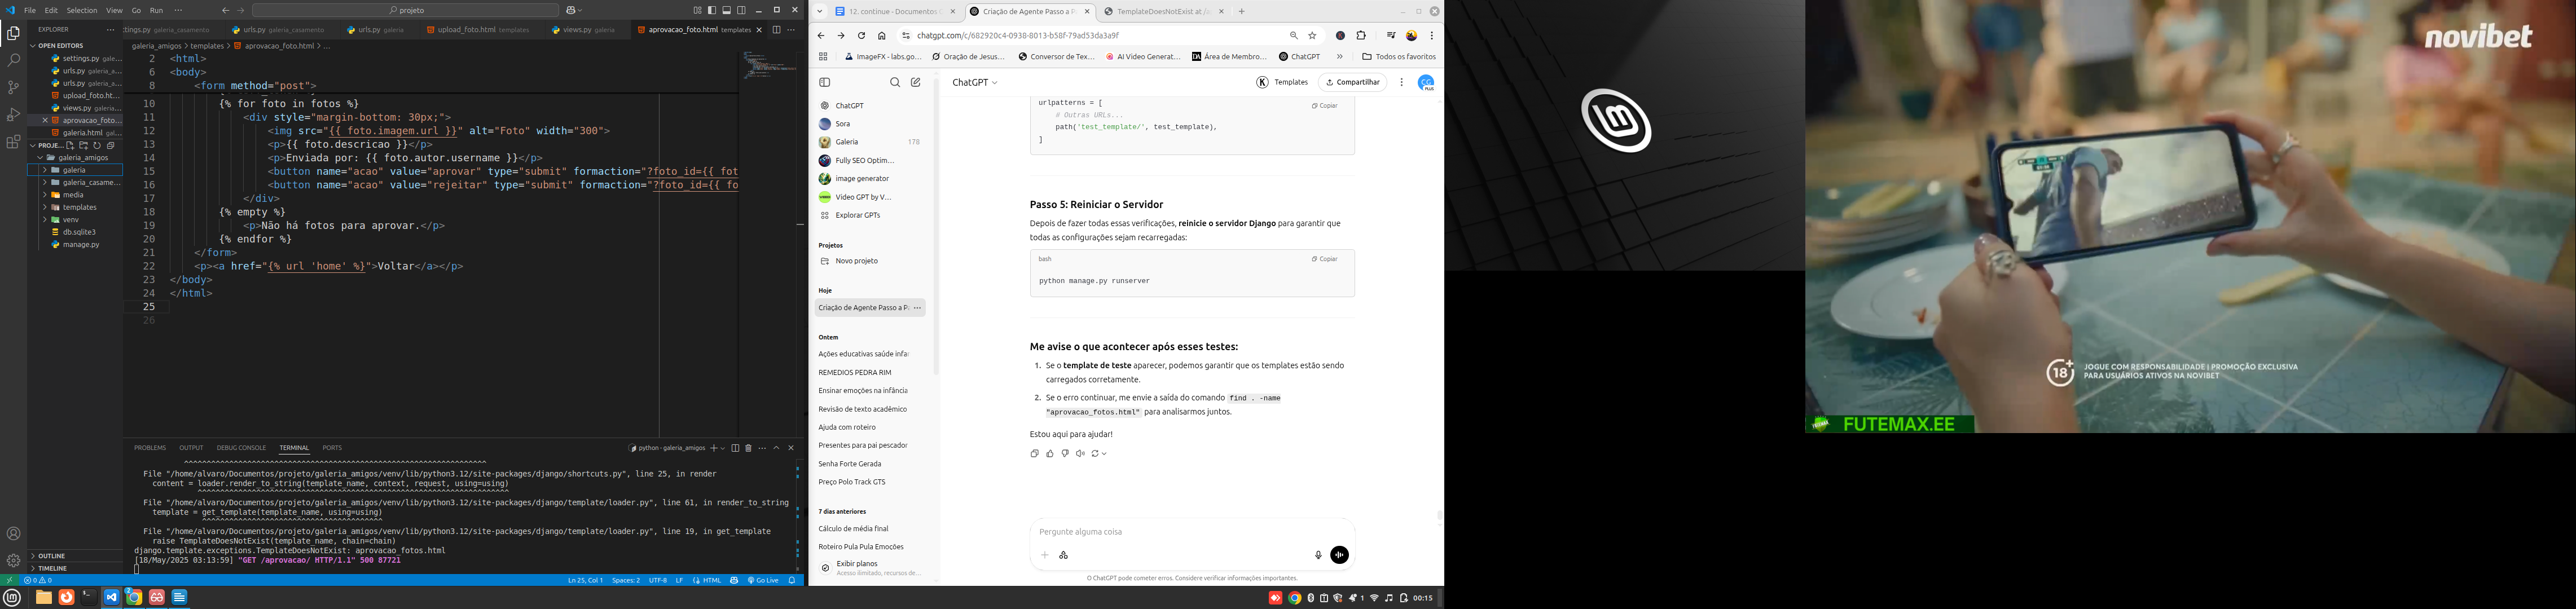 File Edit Selection View Go Run ···
projeto
EXPLORER
OPEN EDITORS
settings.py gale...
urls.py galeria_a...
urls.py galeria_a...
upload_foto.ht...
views.py galeria...
aprovacao_foto...
galeria.html gal...
PROJE...
galeria_amigos
galeria
galeria_casame...
media
templates
venv
db.sqlite3
manage.py
OUTLINE
TIMELINE
ttings.py galeria_casamento urls.py galeria_casamento urls.py galeria upload_foto.html templates views.py galeria aprovacao_foto.html templates
galeria_amigos > templates > aprovacao_foto.html > ...
2 <html>
6 <body>
8 <form method="post">
10 {% for foto in fotos %}
11 <div style="margin-bottom: 30px;">
12 <img src="{{ foto.imagem.url }}" alt="Foto" width="300">
13 <p>{{ foto.descricao }}</p>
14 <p>Enviada por: {{ foto.autor.username }}</p>
15 <button name="acao" value="aprovar" type="submit" formaction="?foto_id={{ fot
16 <button name="acao" value="rejeitar" type="submit" formaction="?foto_id={{ fo
17 </div>
18 {% empty %}
19 <p>Não há fotos para aprovar.</p>
20 {% endfor %}
21 </form>
22 <p><a href="{% url 'home' %}">Voltar</a></p>
23 </body>
24 </html>
25
26
PROBLEMS OUTPUT DEBUG CONSOLE TERMINAL PORTS
python - galeria_amigos
File "/home/alvaro/Documentos/projeto/galeria_amigos/venv/lib/python3.12/site-packages/django/shortcuts.py", line 25, in render
content = loader.render_to_string(template_name, context, request, using=using)
File "/home/alvaro/Documentos/projeto/galeria_amigos/venv/lib/python3.12/site-packages/django/template/loader.py", line 61, in render_to_string
template = get_template(template_name, using=using)
File "/home/alvaro/Documentos/projeto/galeria_amigos/venv/lib/python3.12/site-packages/django/template/loader.py", line 19, in get_template
raise TemplateDoesNotExist(template_name, chain=chain)
django.template.exceptions.TemplateDoesNotExist: aprovacao_fotos.html
[18/May/2025 03:13:59] "GET /aprovacao/ HTTP/1.1" 500 87721
0 0 Ln 25, Col 1 Spaces: 2 UTF-8 LF HTML Go Live
12. continue - Documentos Criação de Agente Passo a P TemplateDoesNotExist at /a
chatgpt.com/c/682920c4-0938-8013-b58f-79ad53da3a9f
ImageFX - labs.go... Oração de Jesus... Conversor de Tex... AI Video Generat... Área de Membro... ChatGPT » Todos os favoritos
ChatGPT
Sora
Galeria 178
Fully SEO Optim...
image generator
Video GPT by V...
Explorar GPTs
Projetos
Novo projeto
Hoje
Criação de Agente Passo a P
Ontem
Ações educativas saúde infa
REMEDIOS PEDRA RIM
Ensinar emoções na infância
Revisão de texto acadêmico
Ajuda com roteiro
Presentes para pai pescador
Senha Forte Gerada
Preço Polo Track GTS
7 dias anteriores
Cálculo de média final
Roteiro Pula Pula Emoções
Exibir planos
Acesso ilimitado, recursos de...
ChatGPT
Templates Compartilhar
PLUS
urlpatterns = [
Copiar
# Outras URLs...
path('test_template/', test_template),
]
Passo 5: Reiniciar o Servidor
Depois de fazer todas essas verificações, reinicie o servidor Django para garantir que
todas as configurações sejam recarregadas:
bash Copiar
python manage.py runserver
Me avise o que acontecer após esses testes:
1. Se o template de teste aparecer, podemos garantir que os templates estão sendo
carregados corretamente.
2. Se o erro continuar, me envie a saída do comando find . -name
"aprovacao_fotos.html" para analisarmos juntos.
Estou aqui para ajudar!
Pergunte alguma coisa
O ChatGPT pode cometer erros. Considere verificar informações importantes.
1
00:15
novibet
18+ JOGUE COM RESPONSABILIDADE | PROMOÇÃO EXCLUSIVA
PARA USUÁRIOS ATIVOS NA NOVIBET
FUTEMAX.EE